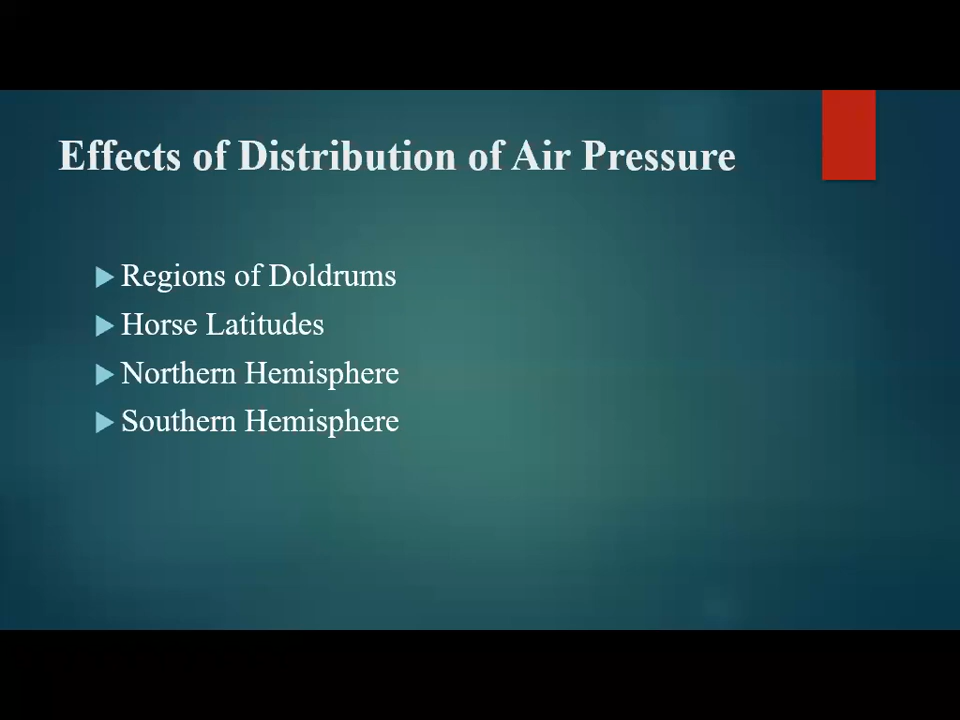 Effects of Distribution of Air Pressure
Regions of Doldrums
Horse Latitudes
Northern Hemisphere
Southern Hemisphere